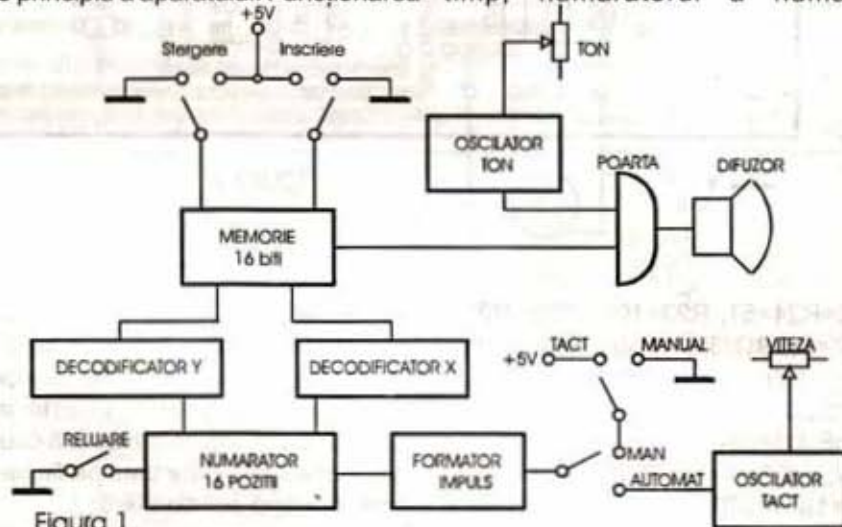 +5V
Stergere
Inscriere
TON
OSCILATOR
TON
POARTA
DIFUZOR
MEMORIE
16 biti
DECODIFICATOR Y
DECODIFICATOR X
+5V
TACT
MANUAL
VITEZA
RELUARE
NUMARATOR
16 POZITII
FORMATOR
IMPULS
MAN
AUTOMAT
OSCILATOR
TACT
Figura 1